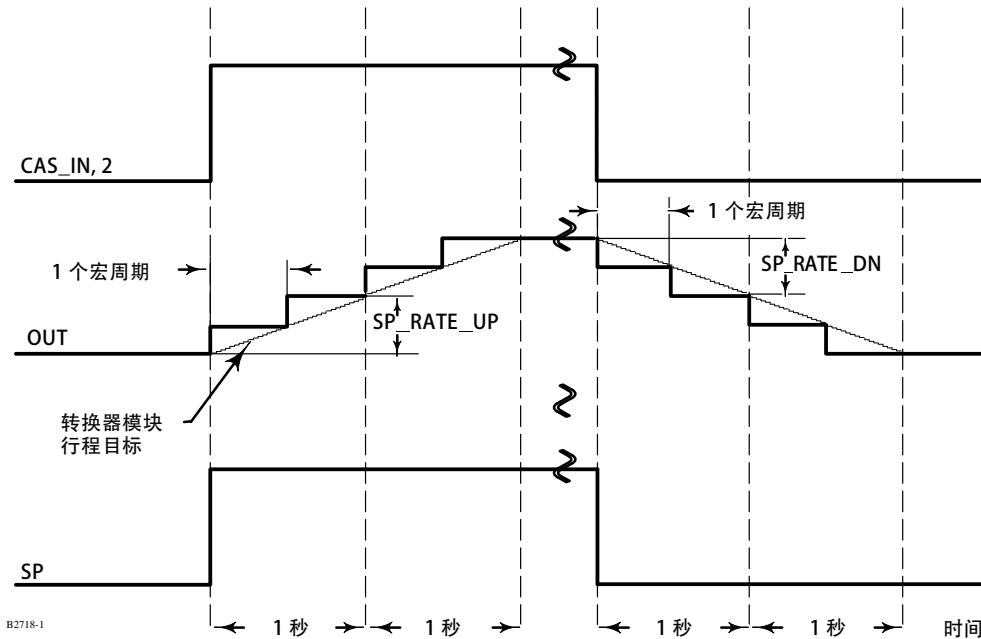 CAS_IN, 2
1 个宏周期
1 个宏周期
SP_RATE_DN
SP_RATE_UP
OUT
转换器模块
行程目标
SP
B2718-1
1 秒
1 秒
1 秒
1 秒
时间